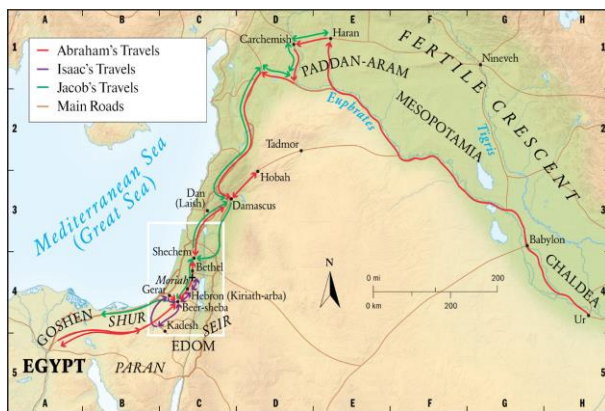 A B C D E F G H
1
2
3
4
5
Abraham's Travels
Isaac's Travels
Jacob's Travels
Main Roads
Carchemish
Haran
PADDAN-ARAM
FERTILE CRESCENT
Nineveh
MESOPOTAMIA
Euphrates
Tigris
Tadmor
Hobah
Dan
(Laish)
Damascus
Mediterranean Sea
(Great Sea)
Shechem
Bethel
Moriah
Gerar
Hebron (Kiriath-arba)
Beer-sheba
Babylon
CHALDEA
Ur
N
0 mi 200
0 km 200
GOSHEN
SHUR
Kadesh
SEIR
EDOM
EGYPT
PARAN
A B C D E F G H